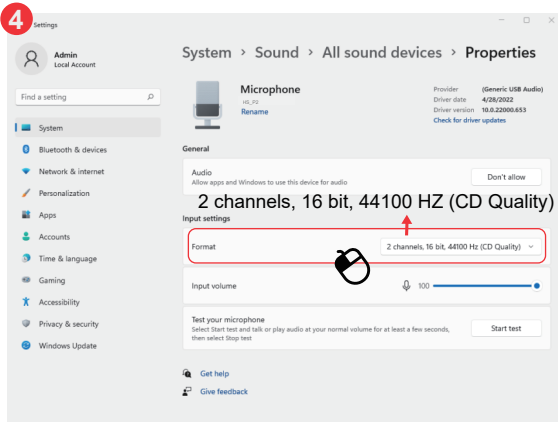 4
Settings
Admin
Local Account
Find a setting
System
Bluetooth & devices
Network & internet
Personalization
Apps
Accounts
Time & language
Gaming
Accessibility
Privacy & security
Windows Update
System > Sound > All sound devices > Properties
Microphone
HS_P2
Rename
Provider (Generic USB Audio)
Driver date 4/28/2022
Driver version 10.0.22000.653
Check for driver updates
General
Audio
Allow apps and Windows to use this device for audio
Don't allow
2 channels, 16 bit, 44100 HZ (CD Quality)
Input settings
Format
2 channels, 16 bit, 44100 Hz (CD Quality)
Input volume
100
Test your microphone
Select Start test and talk or play audio at your normal volume for at least a few seconds,
then select Stop test
Start test
Get help
Give feedback